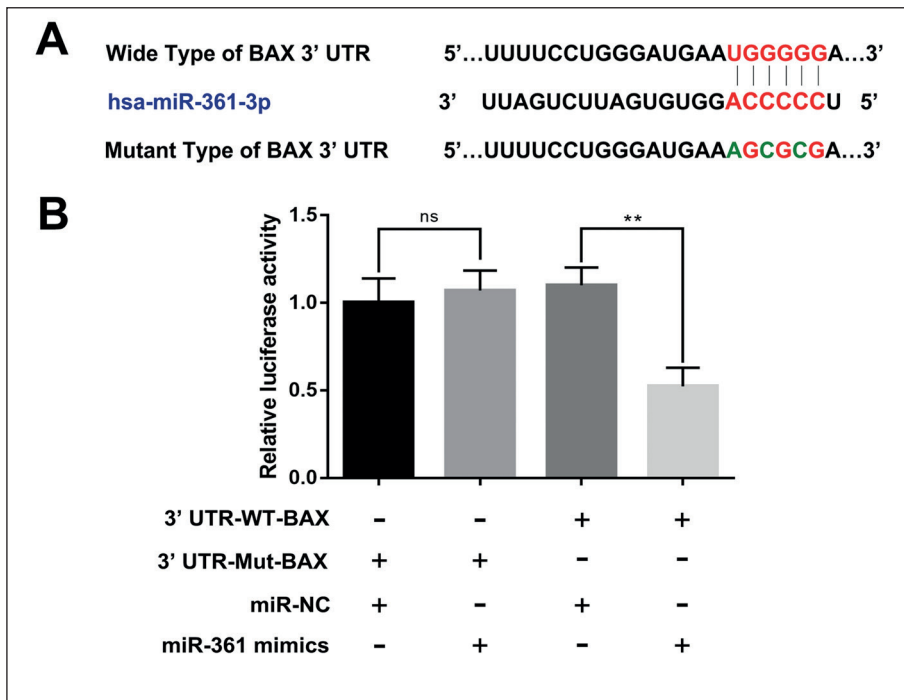 A
Wide Type of BAX 3’ UTR 5’...UUUUCCUGGGAUGAAUGGGGGA...3’
hsa-miR-361-3p 3’ UUAGUCUUAGUGUGGACCCCCU 5’
Mutant Type of BAX 3’ UTR 5’...UUUUCCUGGGAUGAAAGCGCGA...3’
B
Relative luciferase activity
1.5
1.0
0.5
0.0
ns
**
3’ UTR-WT-BAX - - + +
3’ UTR-Mut-BAX + + - -
miR-NC + - + -
miR-361 mimics - + - +